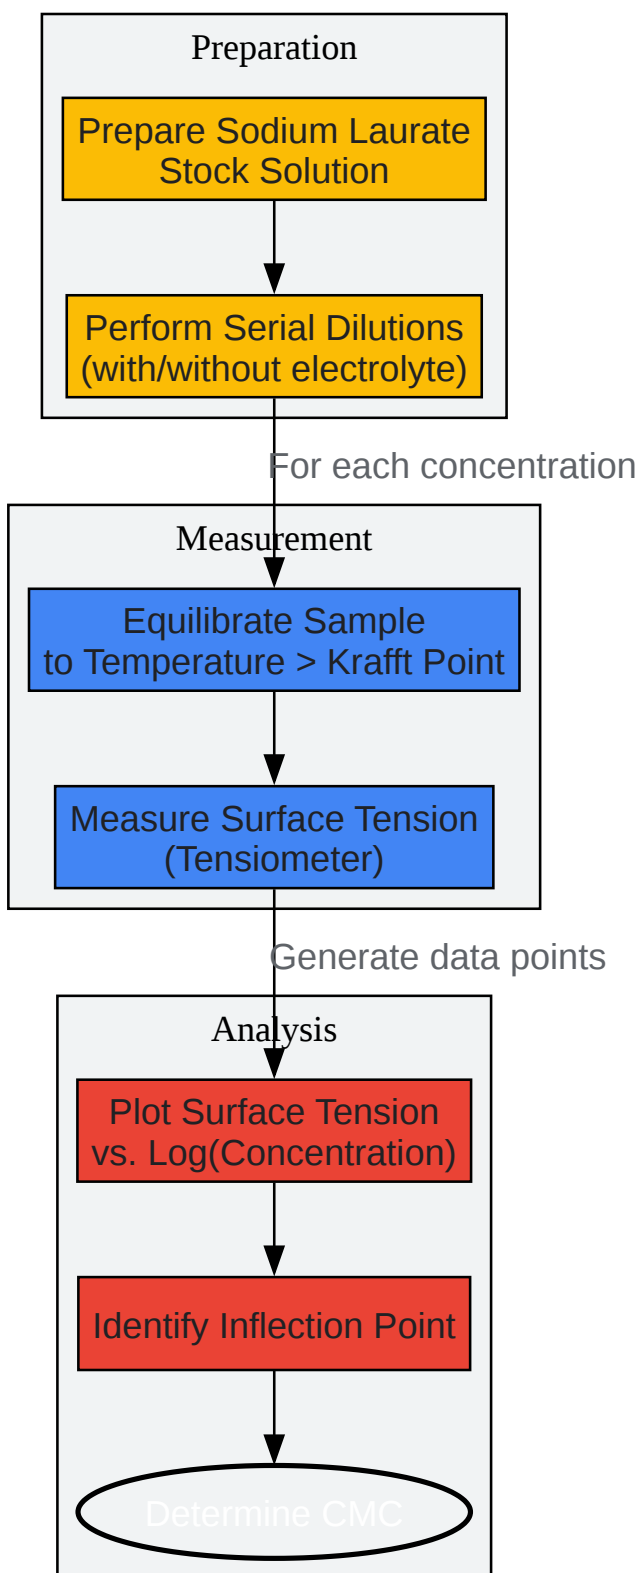 Preparation
Prepare Sodium Laurate
Stock Solution
Perform Serial Dilutions
(with/without electrolyte)
For each concentration
Measurement
Equilibrate Sample
to Temperature > Krafft Point
Measure Surface Tension
(Tensiometer)
Generate data points
Analysis
Plot Surface Tension
vs. Log(Concentration)
Identify Inflection Point
Determine CMC